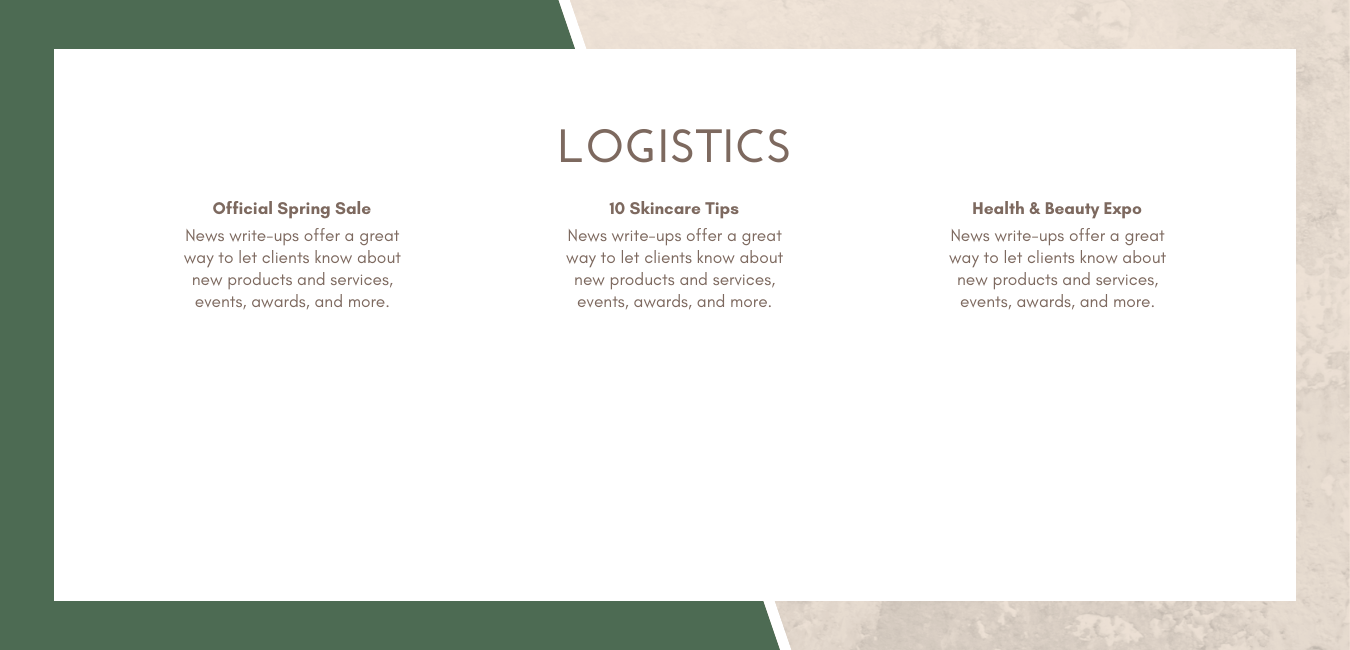 LOGISTICS
Official Spring Sale
News write-ups offer a great
way to let clients know about
new products and services,
events, awards, and more.
10 Skincare Tips
News write-ups offer a great
way to let clients know about
new products and services,
events, awards, and more.
Health & Beauty Expo
News write-ups offer a great
way to let clients know about
new products and services,
events, awards, and more.